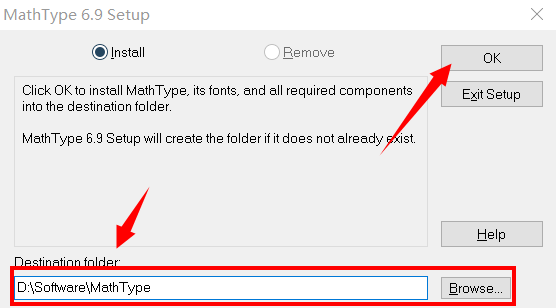 MathType 6.9 Setup
Install
Remove
OK
Click OK to install MathType, its fonts, and all required components
into the destination folder.
Exit Setup
MathType 6.9 Setup will create the folder if it does not already exist.
Help
Destination folder:
D:\Software\MathType
Browse...